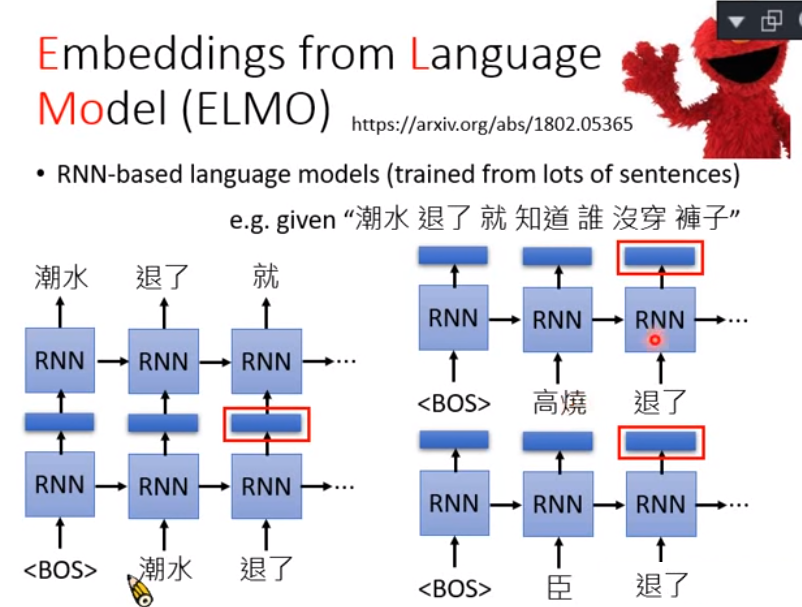 Embeddings from Language
Model (ELMO)
https://arxiv.org/abs/1802.05365
• RNN-based language models (trained from lots of sentences)
e.g. given “潮水 退了 就 知道 誰 沒穿 褲子”
潮水 退了 就
RNN RNN RNN ...
RNN RNN RNN ...
<BOS> 潮水 退了
RNN RNN RNN ...
<BOS> 高燒 退了
RNN RNN RNN ...
<BOS> 臣 退了